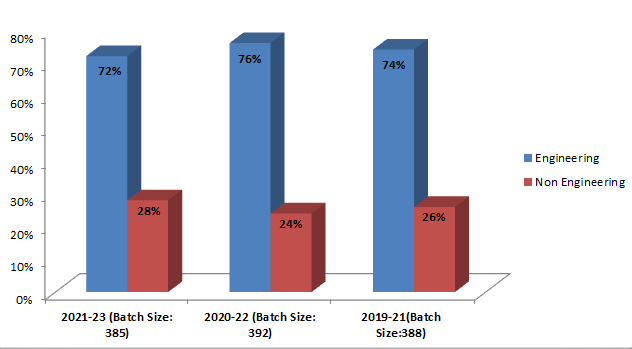 80%
70%
60%
50%
40%
30%
20%
10%
0%
72%
28%
76%
24%
74%
26%
2021-23 (Batch Size:
385)
2020-22 (Batch Size:
392)
2019-21(Batch
Size:388)
Engineering
Non Engineering